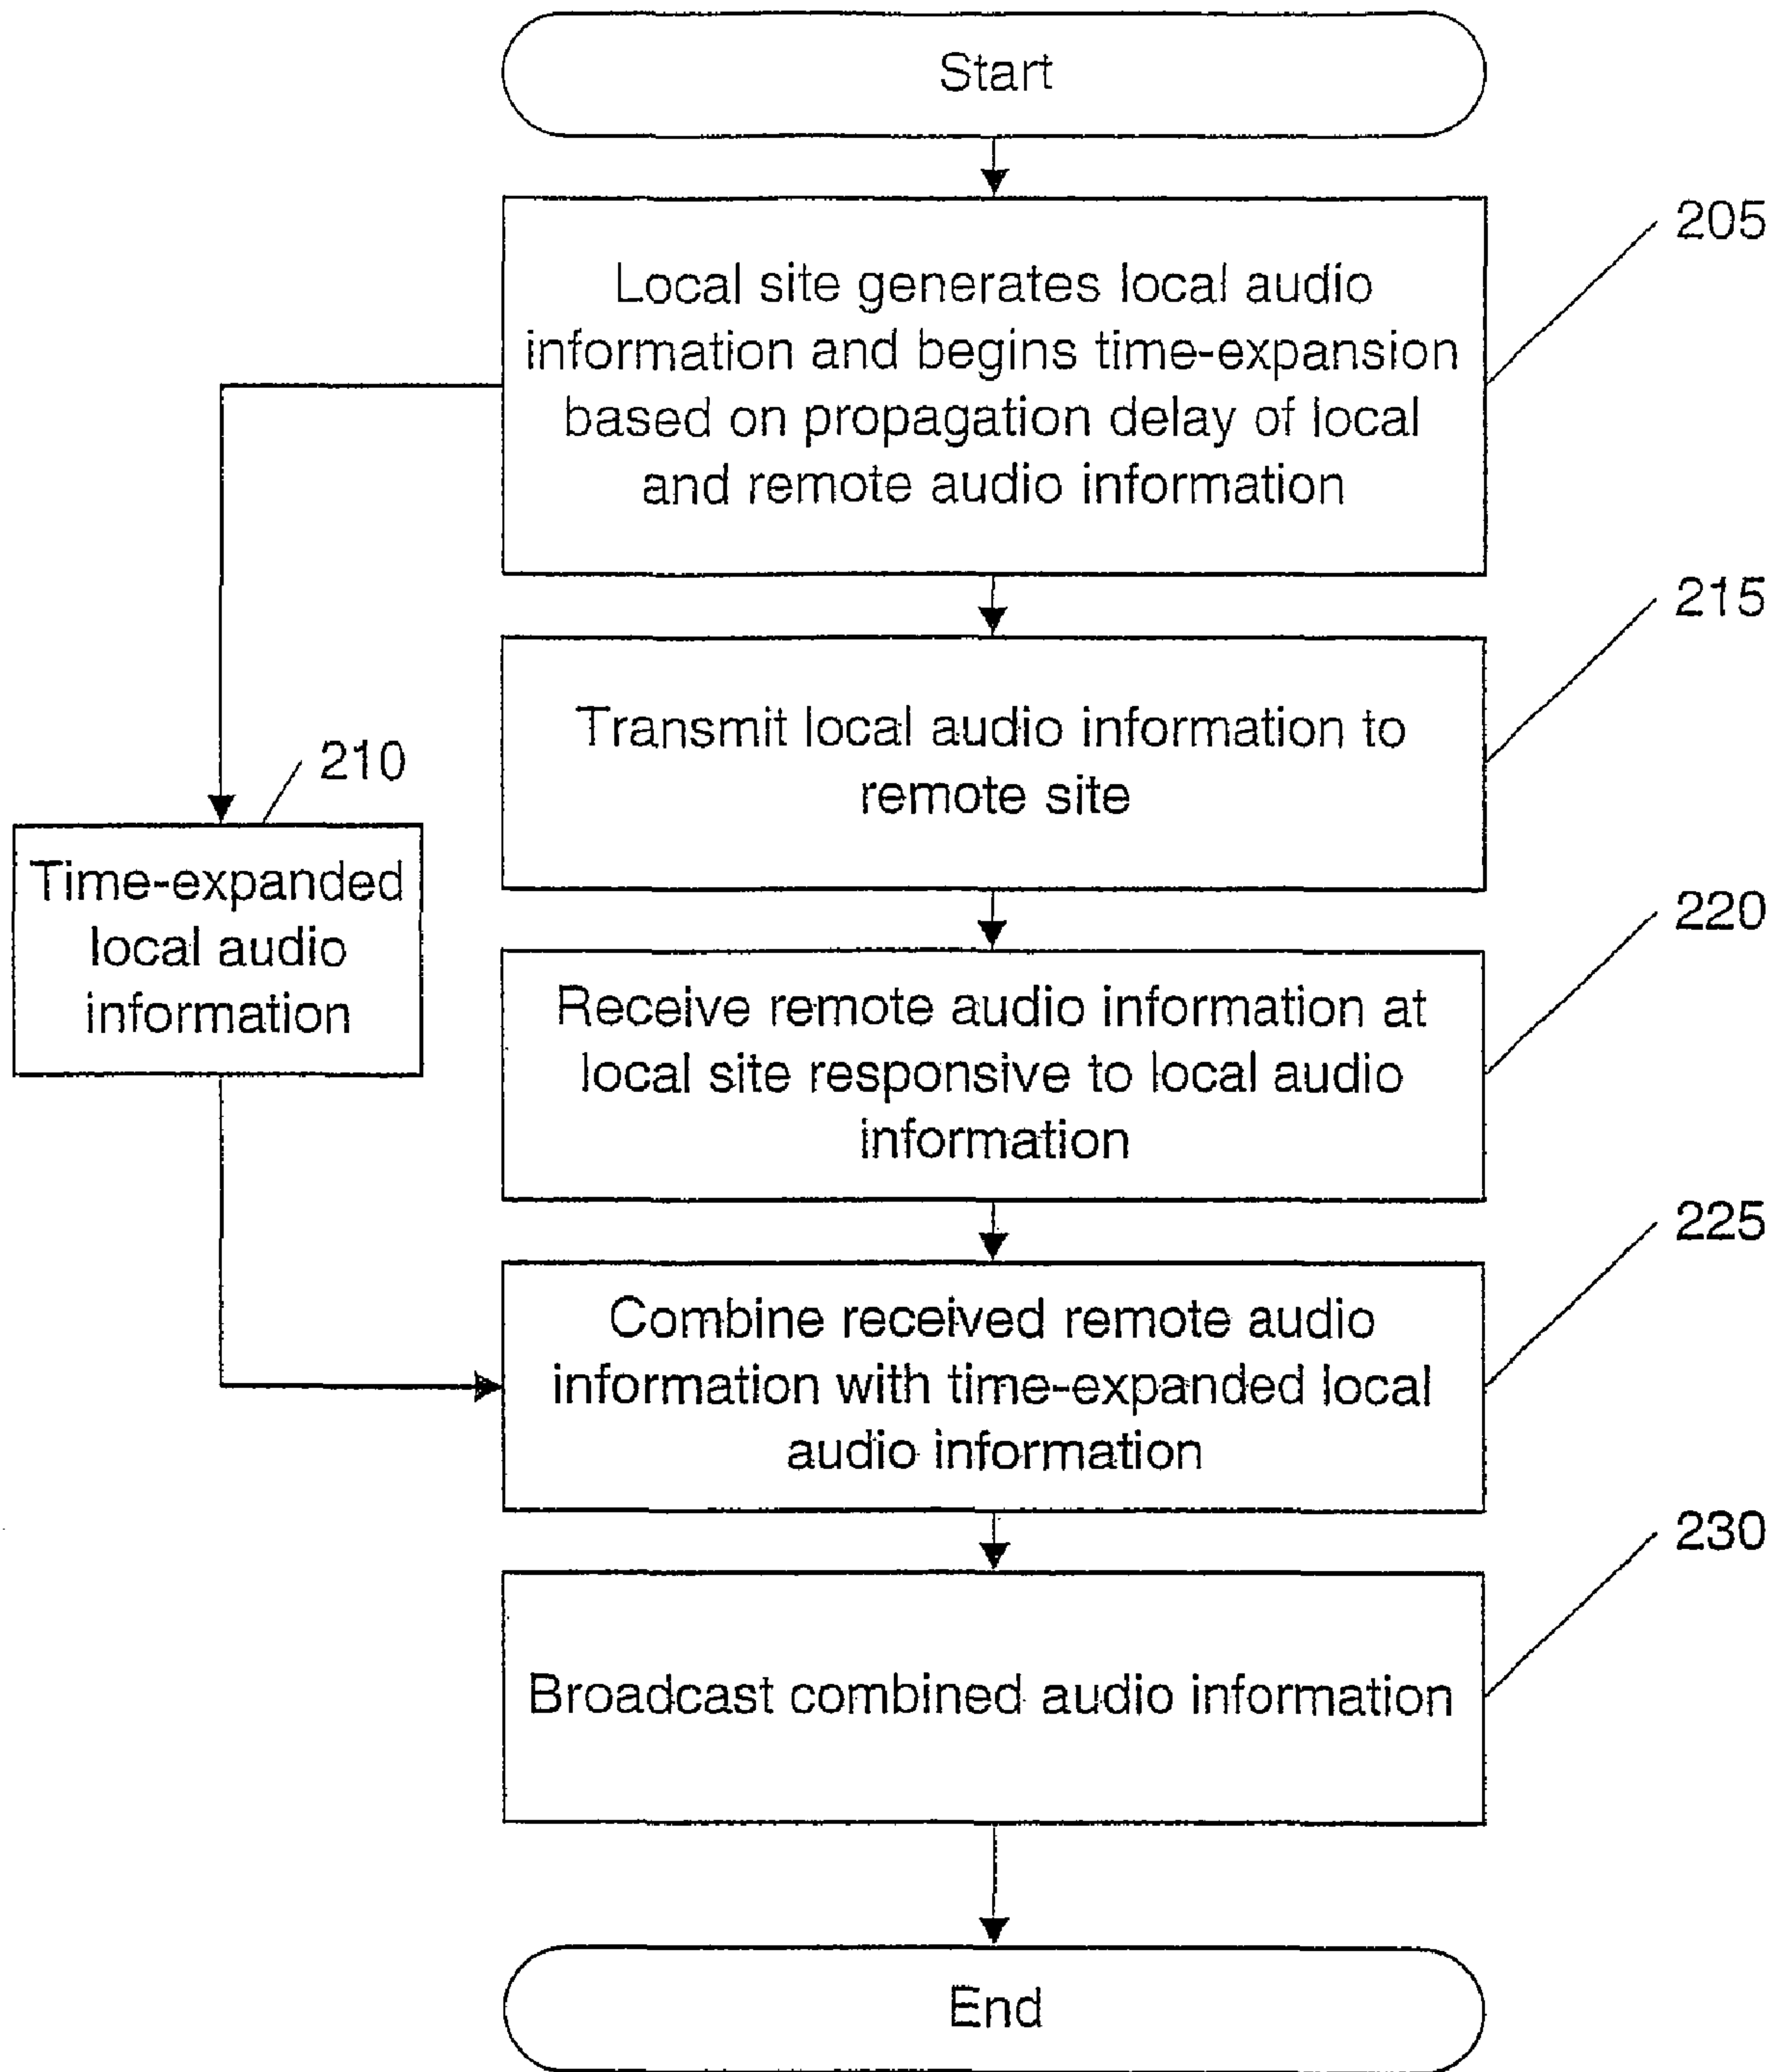 Start
205
Local site generates local audio
information and begins time-expansion
based on propagation delay of local
and remote audio information
215
Transmit local audio information to
remote site
210
Time-expanded
local audio
information
220
Receive remote audio information at
local site responsive to local audio
information
225
Combine received remote audio
information with time-expanded local
audio information
230
Broadcast combined audio information
End